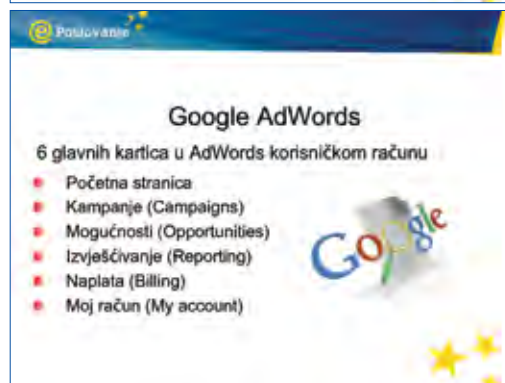 e Poslovanje
Google AdWords
6 glavnih kartica u AdWords korisničkom računu
Početna stranica
Kampanje (Campaigns)
Mogućnosti (Opportunities)
Izvješćivanje (Reporting)
Naplata (Billing)
Moj račun (My account)
Google